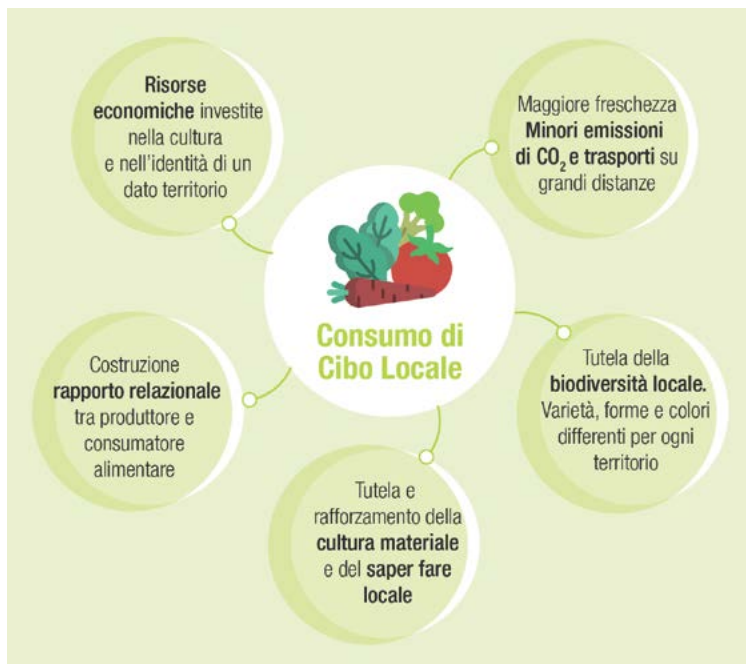 Risorse
economiche investite
nella cultura
e nell'identità di un
dato territorio
Maggiore freschezza
Minori emissioni
di CO₂ e trasporti su
grandi distanze
Consumo di
Cibo Locale
Costruzione
rapporto relazionale
tra produttore e
consumatore
alimentare
Tutela della
biodiversità locale.
Varietà, forme e colori
differenti per ogni
territorio
Tutela e
rafforzamento della
cultura materiale
e del saper fare
locale